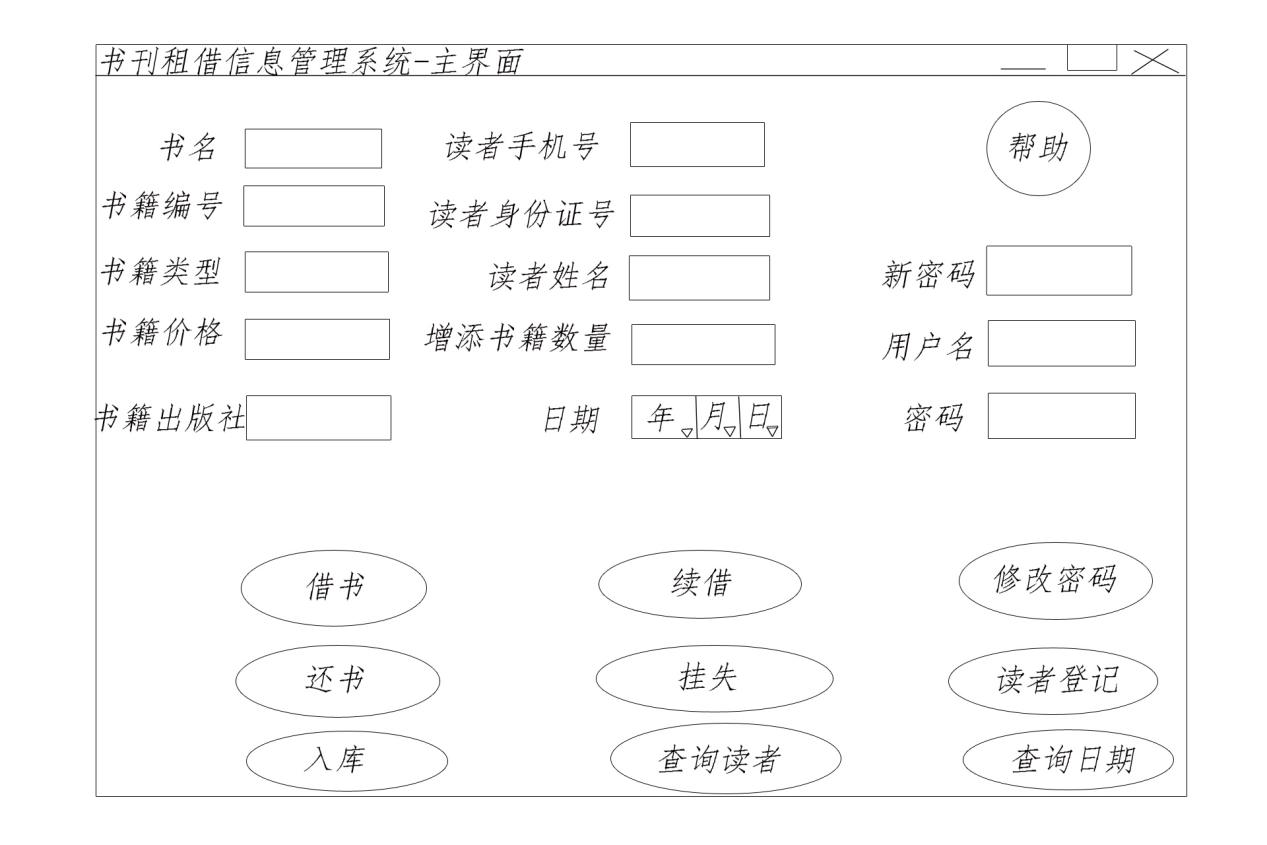 书刊租借信息管理系统-主界面
书名
读者手机号
帮助
书籍编号
读者身份证号
书籍类型
读者姓名
新密码
书籍价格
增添书籍数量
用户名
书籍出版社
日期
年 月 日
密码
借书
续借
修改密码
还书
挂失
读者登记
入库
查询读者
查询日期